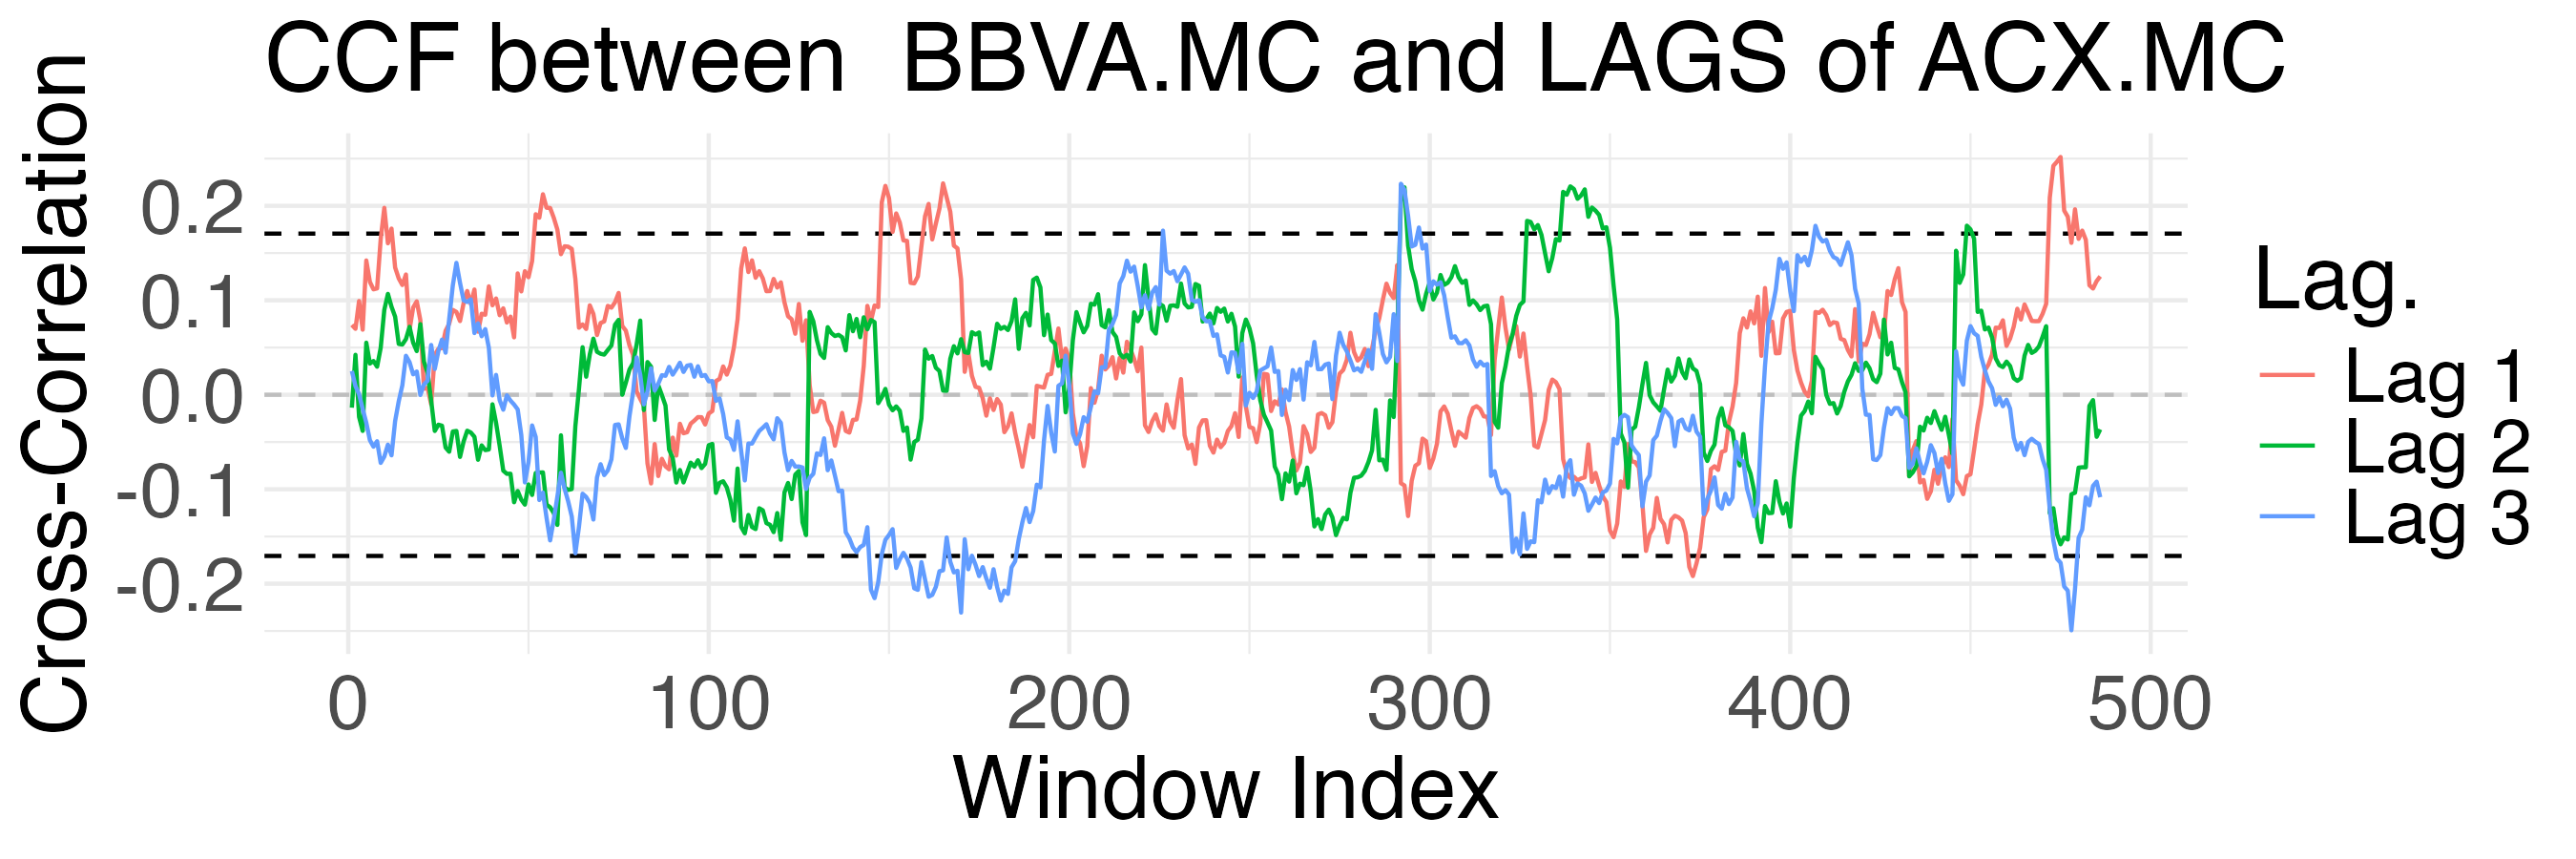 CCF between  BBVA.MC and LAGS of ACX.MC
Cross-Correlation
0.2
0.1
0.0
-0.1
-0.2
0 100 200 300 400 500
Window Index
Lag.
Lag 1
Lag 2
Lag 3